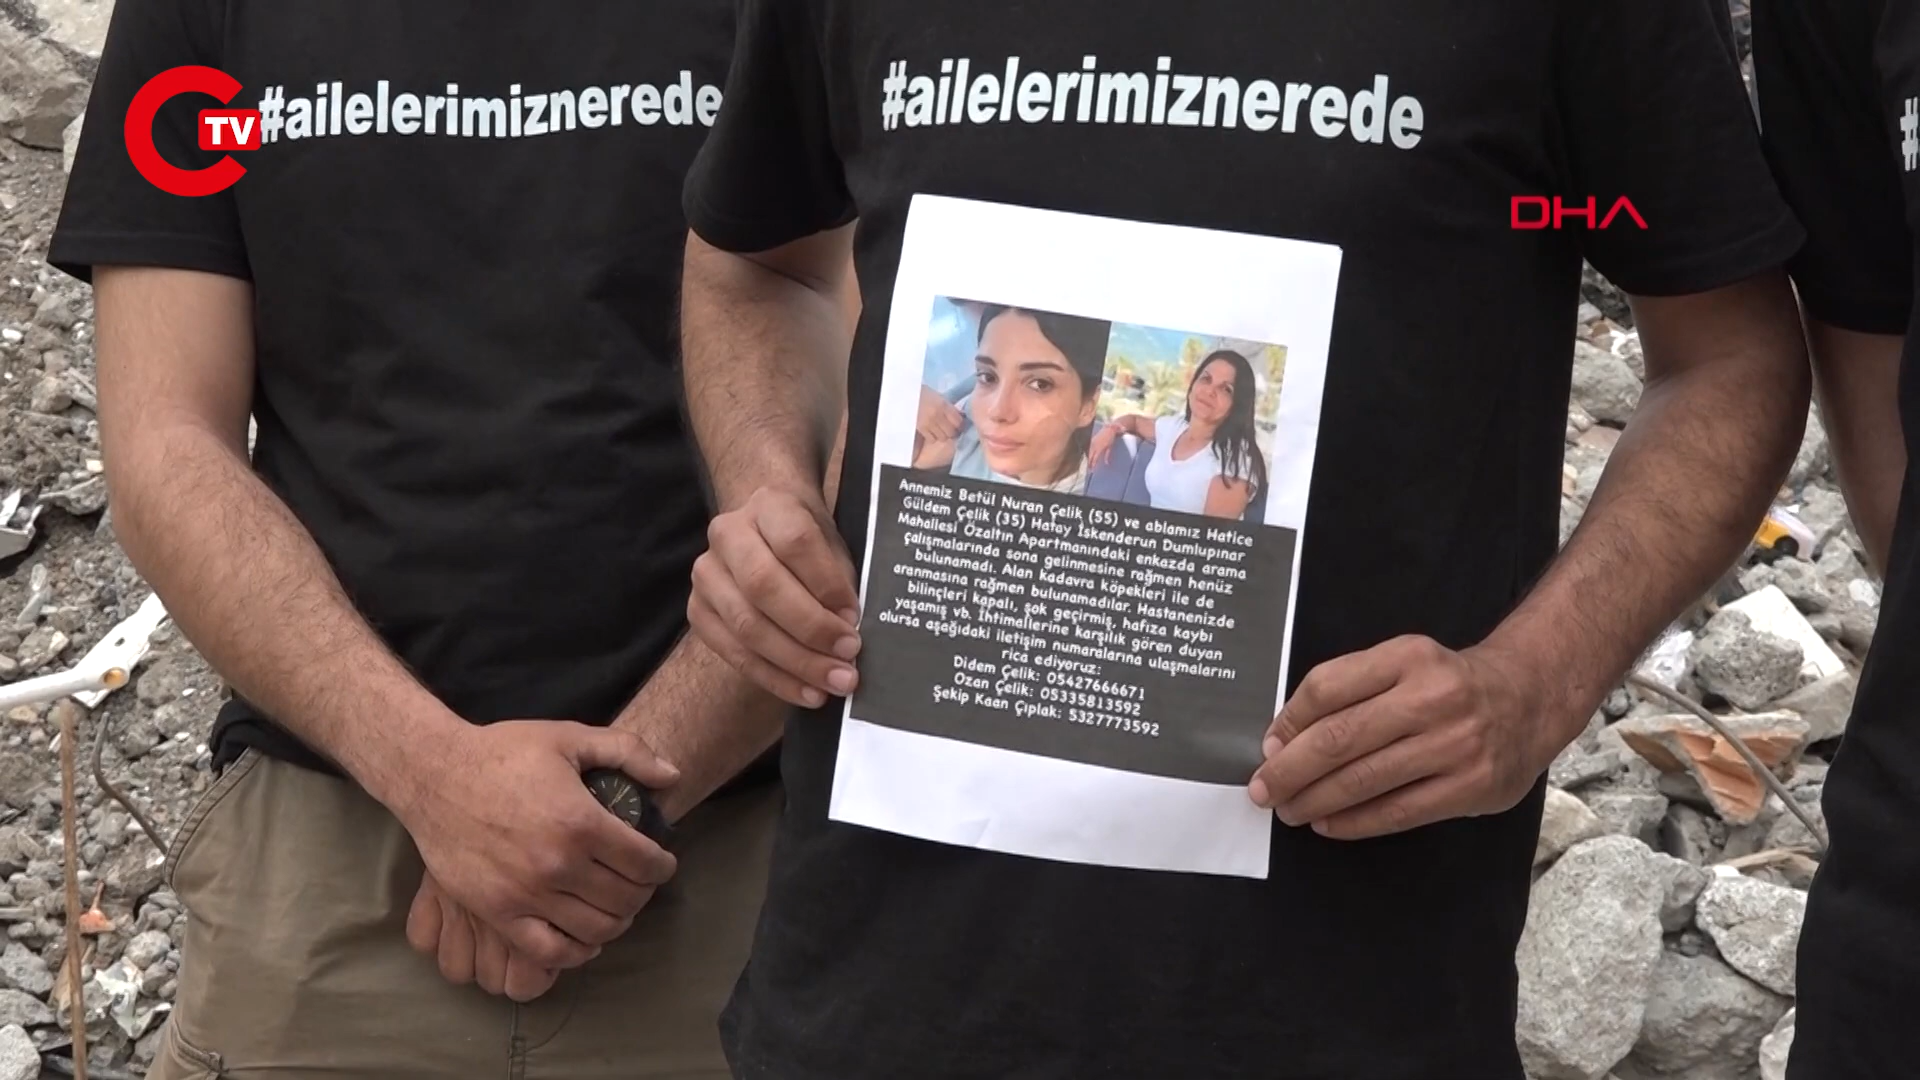 TV
#ailelerimiznerede
#ailelerimiznerede
#
DHA
Annemiz Betül Nuran Çelik (55) ve ablamız Hatice
Güldem Çelik (35) Hatay İskenderun Dumlupınar
Mahallesi Özaltın Apartmanındaki enkazda arama
çalışmalarında sona gelinmesine rağmen henüz
bulunamadı. Alan kadavra köpekleri ile de
aranmasına rağmen bulunamadılar. Hastanenizde
bilinçleri kapalı, şok geçirmiş, hafıza kaybı
yaşamış vb. İhtimallerine karşılık gören duyan
olursa aşağıdaki iletişim numaralarına ulaşmalarını
rica ediyoruz:
Didem Çelik: 05427666671
Ozan Çelik: 05335813592
Şekip Kaan Çıplak: 5327773592